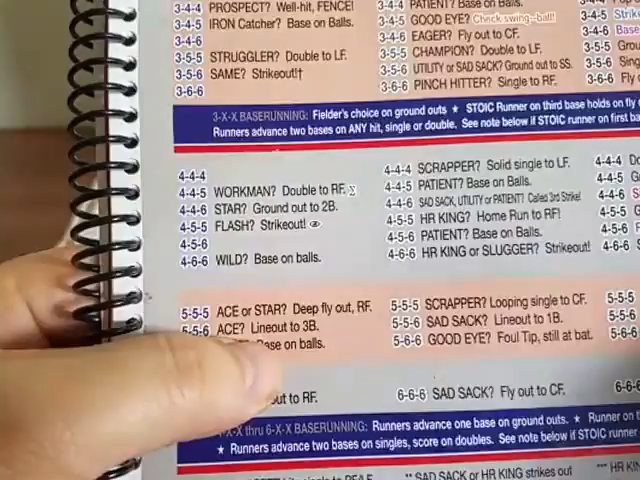 3-4-4 PROSPECT? Well-hit, FENCE!
3-4-5 IRON Catcher? Base on Balls.
3-4-6
3-5-5 STRUGGLER? Double to LF.
3-5-6 SAME? Strikeout!†
3-6-6
3-4-4 PATIENT? Base on Balls.
3-4-5 GOOD EYE? Check swing--ball!
3-4-6 EAGER? Fly out to CF.
3-5-5 CHAMPION? Double to LF.
3-5-6 UTILITY or SAD SACK? Ground out to SS.
3-6-6 PINCH HITTER? Single to RF.
3-4-5
3-4-6
3-5-5
3-5-6
3-6-6 Fly
3-X-X BASERUNNING: Fielder's choice on ground outs ★ STOIC Runner on third base holds on fly
Runners advance two bases on ANY hit, single or double. See note below if STOIC runner on first
4-4-4
4-4-5 WORKMAN? Double to RF.
4-4-6 STAR? Ground out to 2B.
4-5-5 FLASH? Strikeout!
4-5-6
4-6-6 WILD? Base on balls.
4-4-4 SCRAPPER? Solid single to LF.
4-4-5 PATIENT? Base on Balls.
4-4-6 SAD SACK, UTILITY or PATIENT? Called 3rd Strike!
4-5-5 HR KING? Home Run to RF!
4-5-6 PATIENT? Base on Balls.
4-6-6 HR KING or SLUGGER? Strikeout!
4-4-4
4-4-5
4-4-6
4-5-5
4-5-6
4-6-6
5-5-5 ACE or STAR? Deep fly out, RF.
5-5-6 ACE? Lineout to 3B.
Base on balls.
5-5-5 SCRAPPER? Looping single to CF.
5-5-6 SAD SACK? Lineout to 1B.
5-6-6 GOOD EYE? Foul Tip, still at bat.
5-5-5
5-5-6
5-6-6
out to RF.
6-6-6 SAD SACK? Fly out to CF.
4-X-X thru 6-X-X BASERUNNING: Runners advance one base on ground outs. ★ Runner on
★ Runners advance two bases on singles, score on doubles. See note below if STOIC runner
** SAD SACK or HR KING strikes out
*** HR